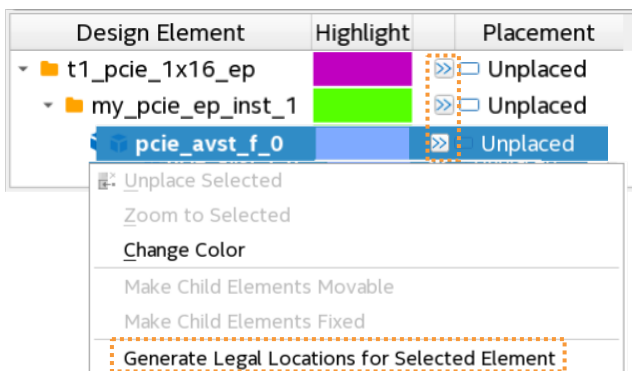 Design Element Highlight Placement
t1_pcie_1x16_ep >> Unplaced
my_pcie_ep_inst_1 >> Unplaced
pcie_avst_f_0 >> Unplaced
Unplace Selected
Zoom to Selected
Change Color
Make Child Elements Movable
Make Child Elements Fixed
Generate Legal Locations for Selected Element